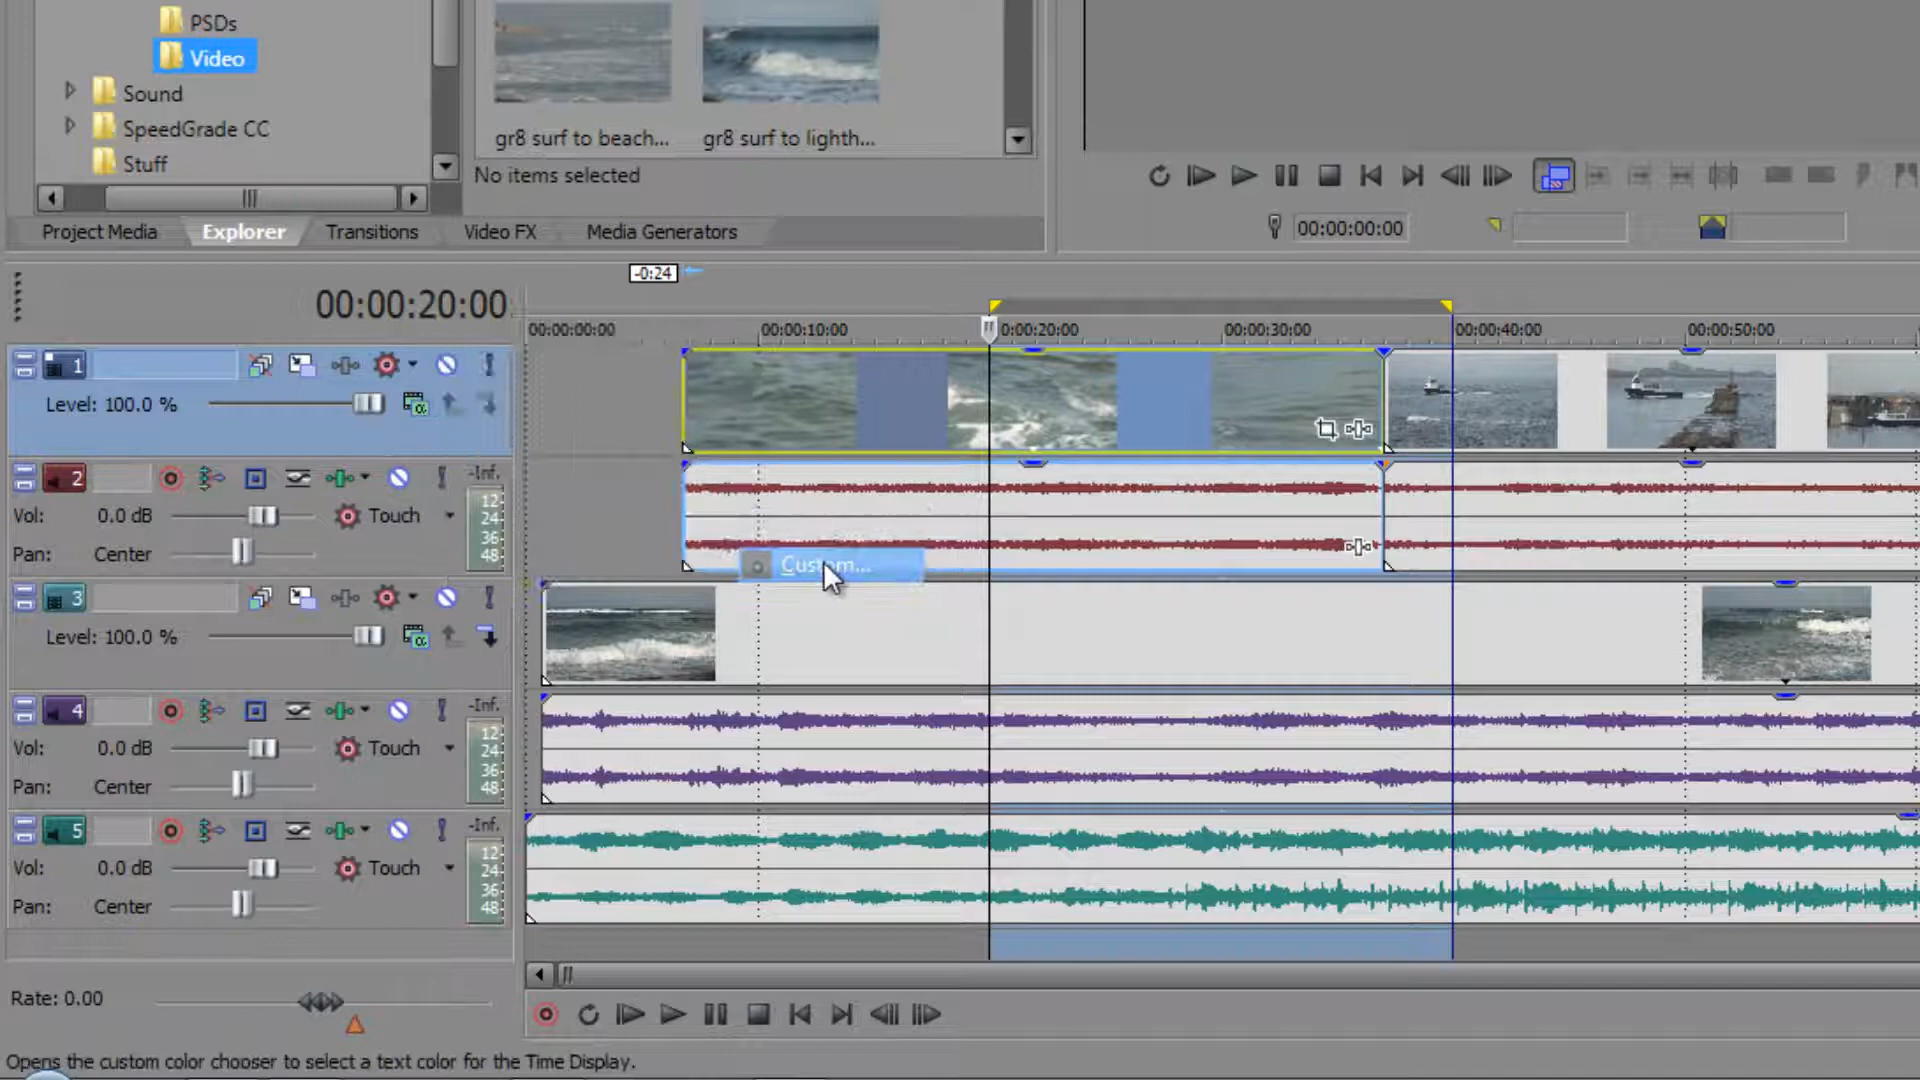 PSDs
Video
Sound
SpeedGrade CC
Stuff
gr8 surf to beach...
gr8 surf to lighth...
No items selected
Project Media
Explorer
Transitions
Video FX
Media Generators
00:00:00:00
-0:24
00:00:20:00
00:00:00:00
00:00:10:00
0:00:20:00
00:00:30:00
00:00:40:00
00:00:50:00
1
Level: 100.0 %
2
-Inf.
12
24
36
48
Vol:
0.0 dB
Touch
Pan:
Center
Custom...
3
Level: 100.0 %
4
-Inf.
12
24
36
48
Vol:
0.0 dB
Touch
Pan:
Center
5
-Inf.
12
24
36
48
Vol:
0.0 dB
Touch
Pan:
Center
Rate: 0.00
Opens the custom color chooser to select a text color for the Time Display.